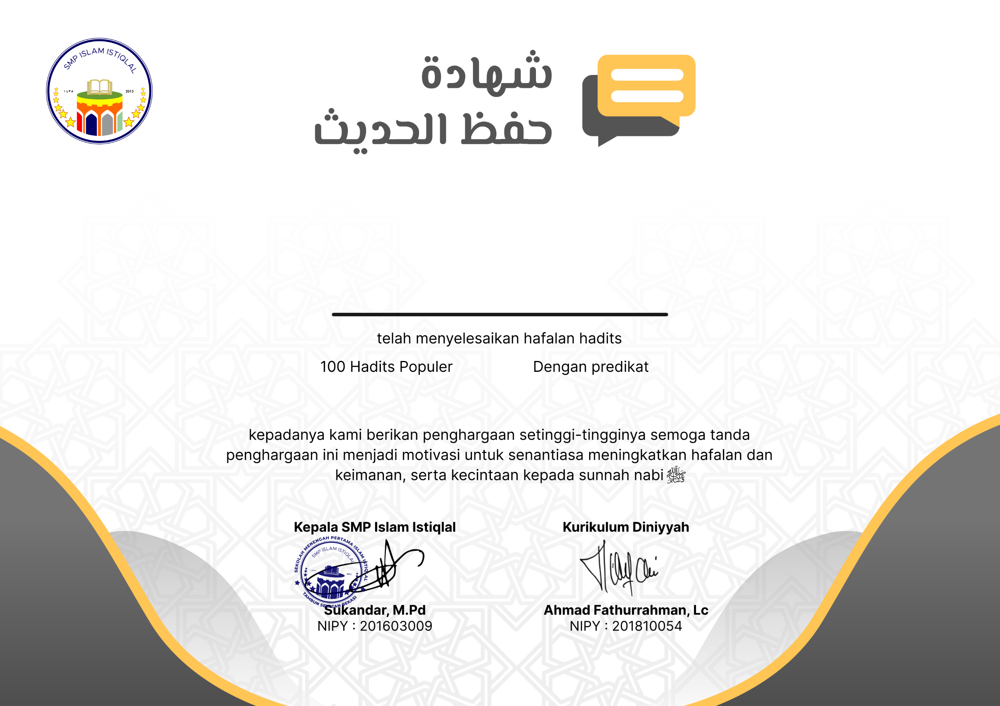 SMP ISLAM ISTIQLAL
١٤٣٥ 2013
شهادة
حفظ الحديث
telah menyelesaikan hafalan hadits
100 Hadits Populer Dengan predikat
kepadanya kami berikan penghargaan setinggi-tingginya semoga tanda
penghargaan ini menjadi motivasi untuk senantiasa meningkatkan hafalan dan
keimanan, serta kecintaan kepada sunnah nabi ﷺ
Kepala SMP Islam Istiqlal
Kurikulum Diniyyah
SEKOLAH MENENGAH PERTAMA ISLAM ISTIQLAL
SMP ISLAM ISTIQLAL
١٤٣٥ 2013
TAMBUN SELATAN BEKASI
Sukandar, M.Pd
NIPY : 201603009
Ahmad Fathurrahman, Lc
NIPY : 201810054